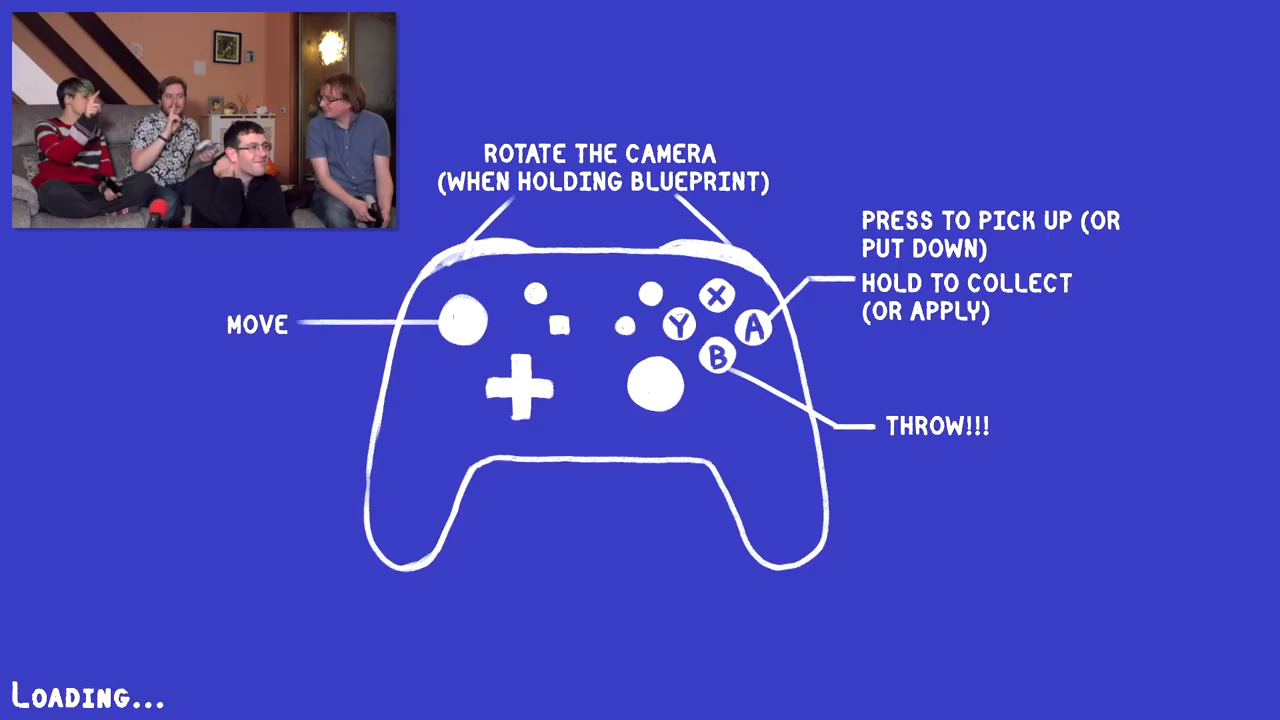 ROTATE THE CAMERA
(WHEN HOLDING BLUEPRINT)
PRESS TO PICK UP (OR
PUT DOWN)
HOLD TO COLLECT
(OR APPLY)
MOVE
X
Y
A
B
THROW!!!
LOADING...